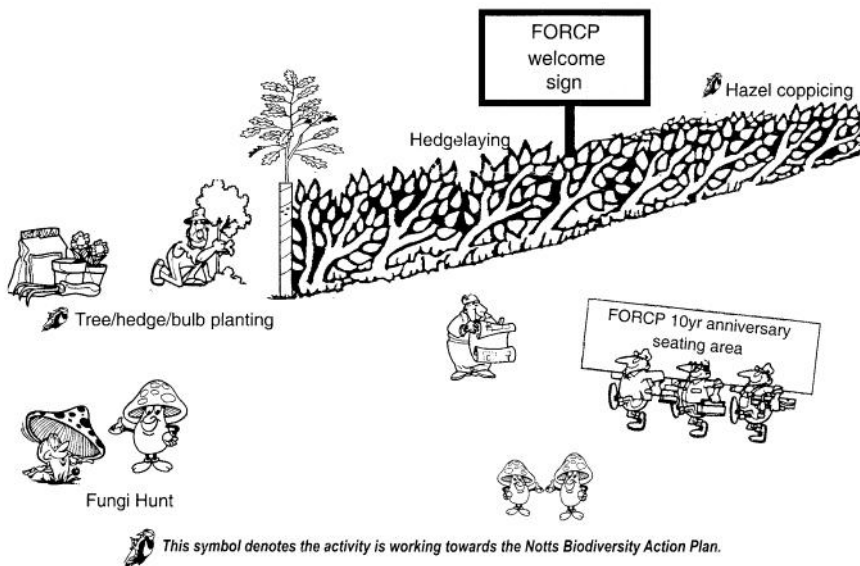 FORCP
welcome
sign
Hazel coppicing
Hedgelaying
Tree/hedge/bulb planting
FORCP 10yr anniversary
seating area
Fungi Hunt
This symbol denotes the activity is working towards the Notts Biodiversity Action Plan.